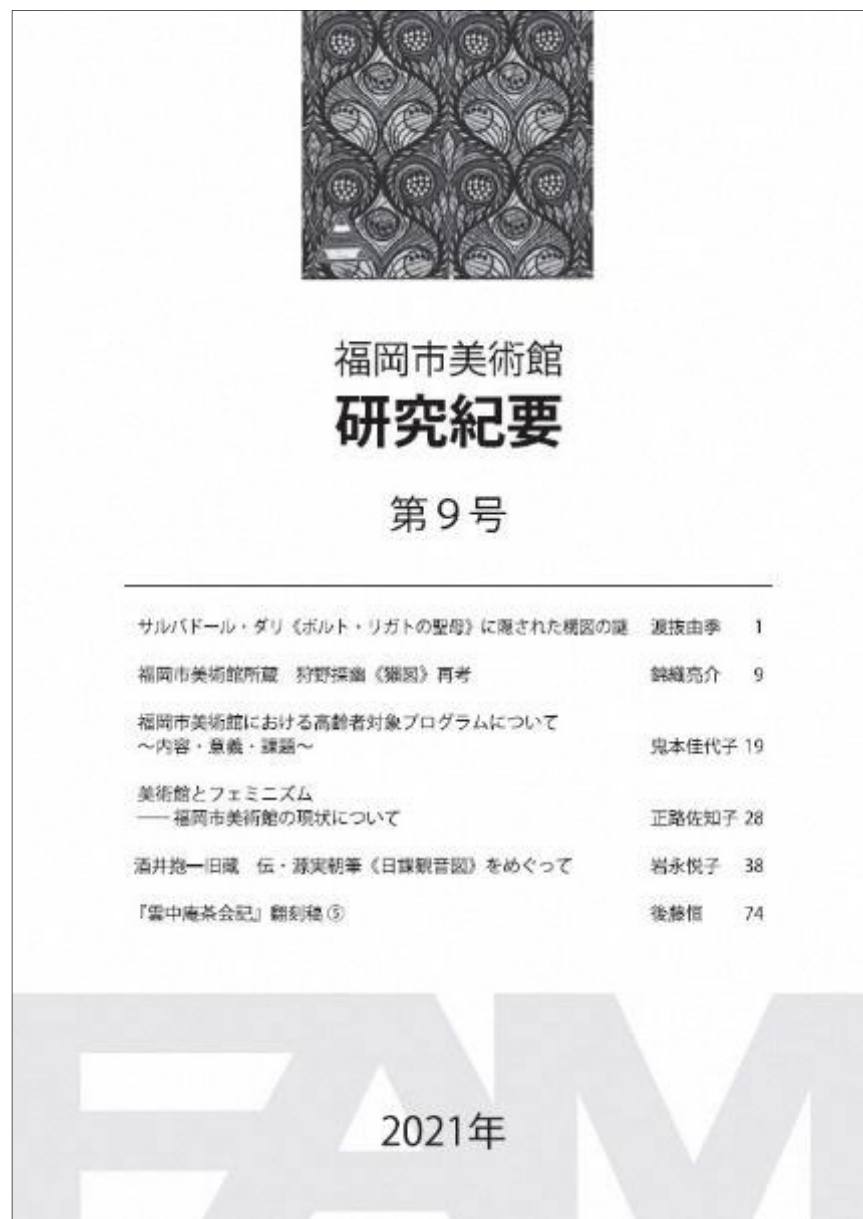 福岡市美術館
研究紀要
第９号
サルバドール・ダリ《ポルト・リガトの聖母》に隠された構図の謎　渡抜由季　1
福岡市美術館所蔵　狩野探幽《獺図》再考　錦織亮介　9
福岡市美術館における高齢者対象プログラムについて
～内容・意義・課題～　鬼本佳代子 19
美術館とフェミニズム
── 福岡市美術館の現状について　正路佐知子 28
酒井抱一旧蔵　伝・源実朝筆《日課観音図》をめぐって　岩永悦子　38
『雲中庵茶会記』翻刻稿 ⑤　後藤恒　74
FAM
2021年